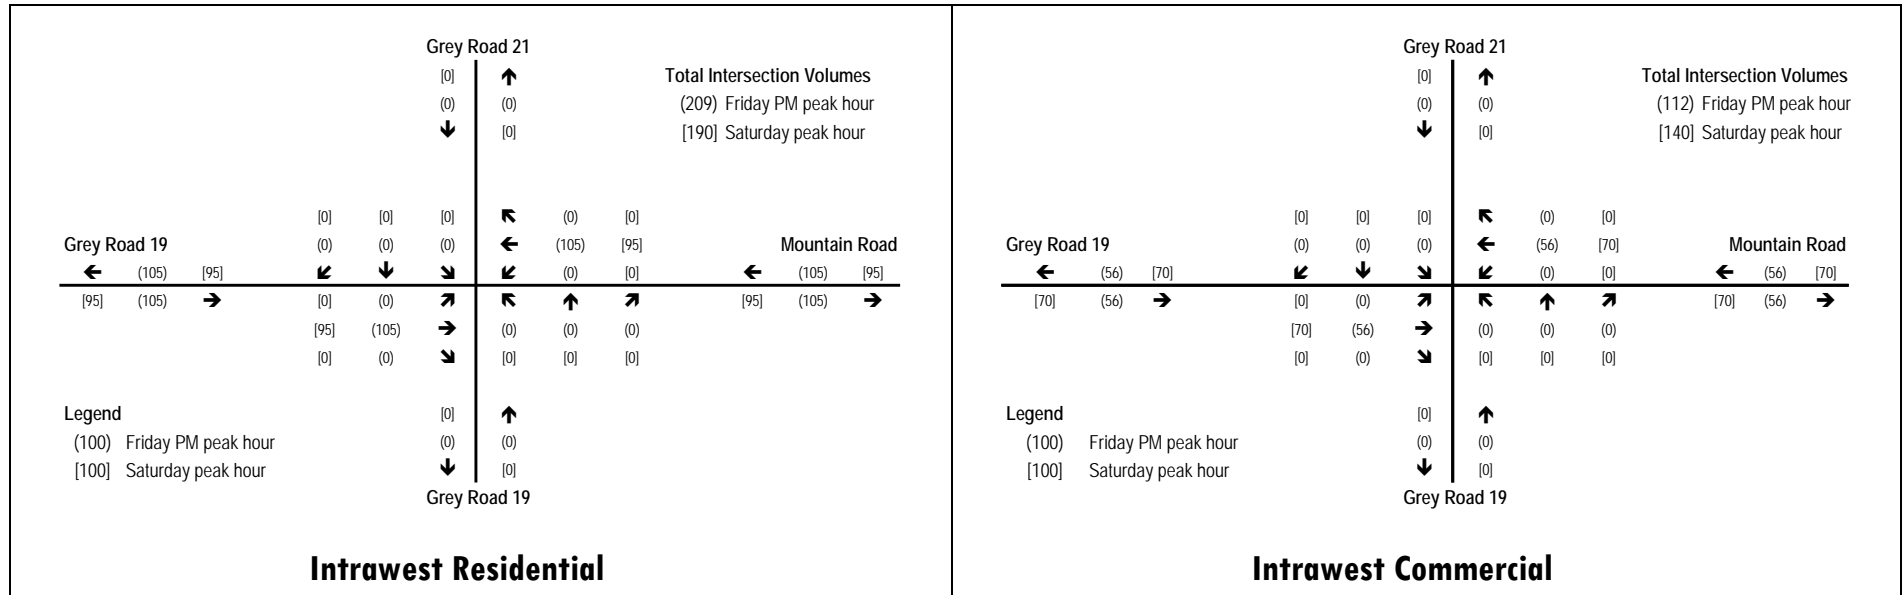 Grey Road 21
[0]
Total Intersection Volumes
(0) (0) (209) Friday PM peak hour
[0] [190] Saturday peak hour
[0] [0] [0] (0) [0]
Grey Road 19 (0) (0) (0) (105) [95] Mountain Road
(105) [95] (0) [0] (105) [95]
[95] (105) [0] (0) [95] (105)
[95] (105) (0) (0) (0)
[0] (0) [0] [0] [0]
Legend [0]
(100) Friday PM peak hour (0) (0)
[100] Saturday peak hour [0]
Grey Road 19
Intrawest Residential
Grey Road 21
[0] Total Intersection Volumes
(0) (0) (112) Friday PM peak hour
[0] [140] Saturday peak hour
[0] [0] [0] (0) [0]
Grey Road 19 (0) (0) (0) (56) [70] Mountain Road
(56) [70] (0) [0] (56) [70]
[70] (56) [0] (0) [70] (56)
[70] (56) (0) (0) (0)
[0] (0) [0] [0] [0]
Legend [0]
(100) Friday PM peak hour (0) (0)
[100] Saturday peak hour [0]
Grey Road 19
Intrawest Commercial